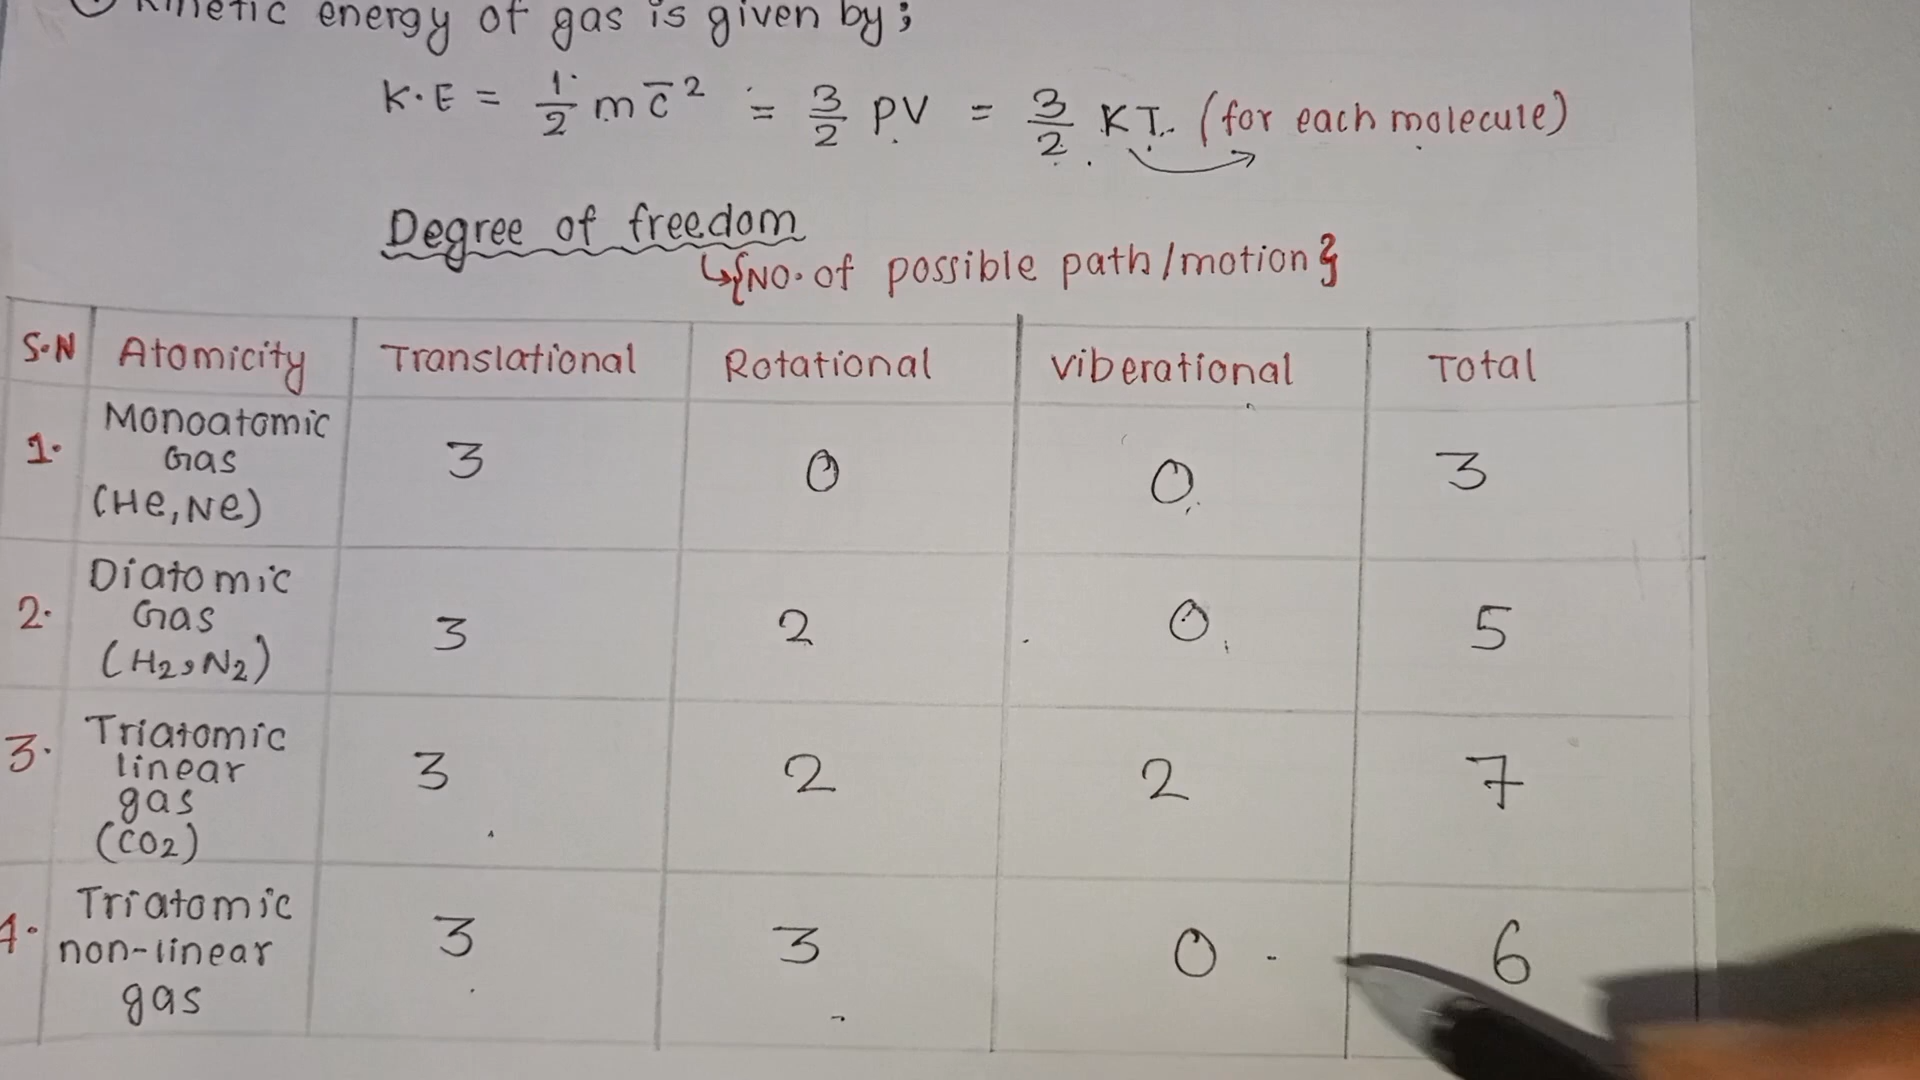 Kinetic energy of gas is given by;
K.E = 1/2 m c̅² = 3/2 PV = 3/2 KT. (for each molecule)
Degree of freedom
↳{NO. of possible path/motion}
S.N Atomicity Translational Rotational viberational Total
1. Monoatomic Gas (He, Ne) 3 0 0 3
2. Diatomic Gas (H₂, N₂) 3 2 0 5
3. Triatomic linear gas (CO₂) 3 2 2 7
4. Triatomic non-linear gas 3 3 0 6